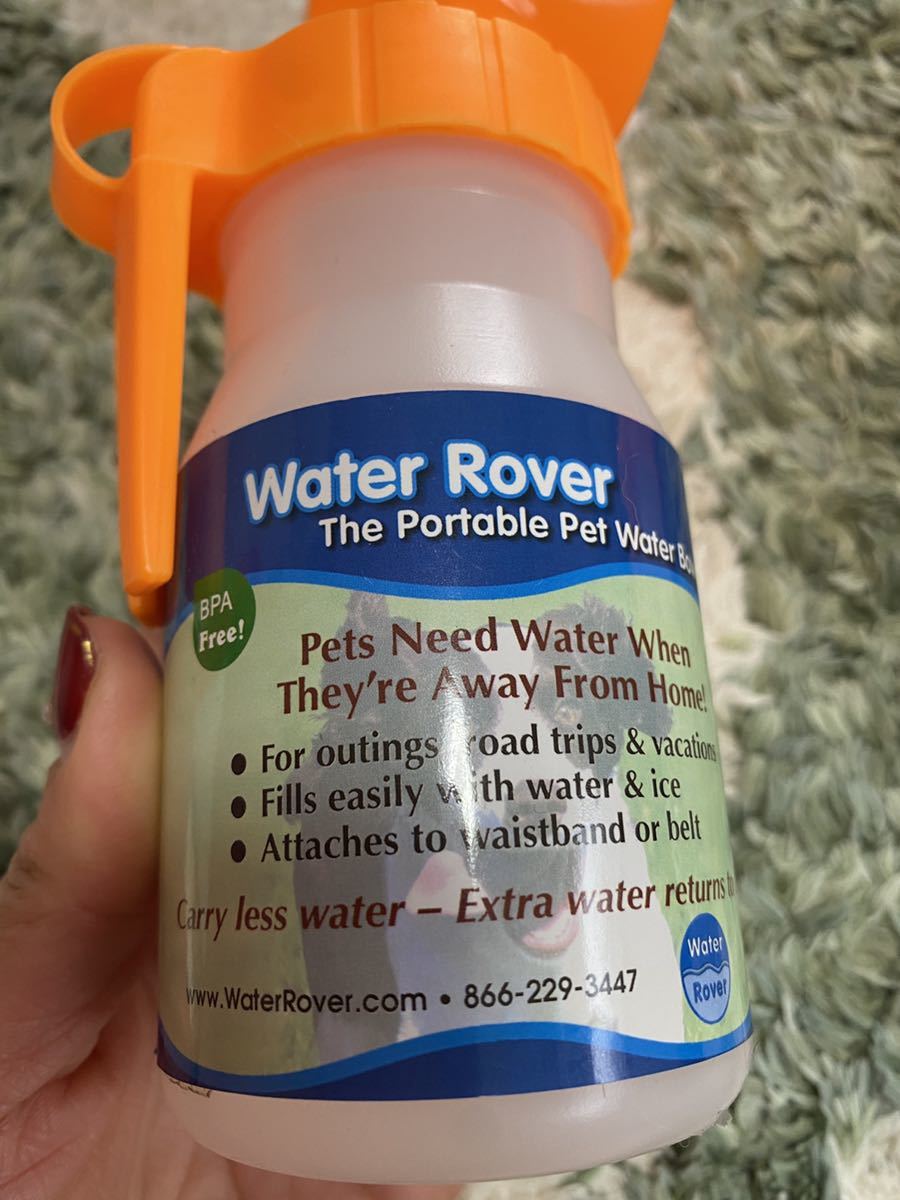 Water Rover
The Portable Pet Water
BPA
Free!
Pets Need Water When
They're Away From Home!
• For outings road trips & vacations
• Fills easily with water & ice
• Attaches to waistband or belt
Carry less water – Extra water returns
www.WaterRover.com • 866-229-3447
Water
Rover